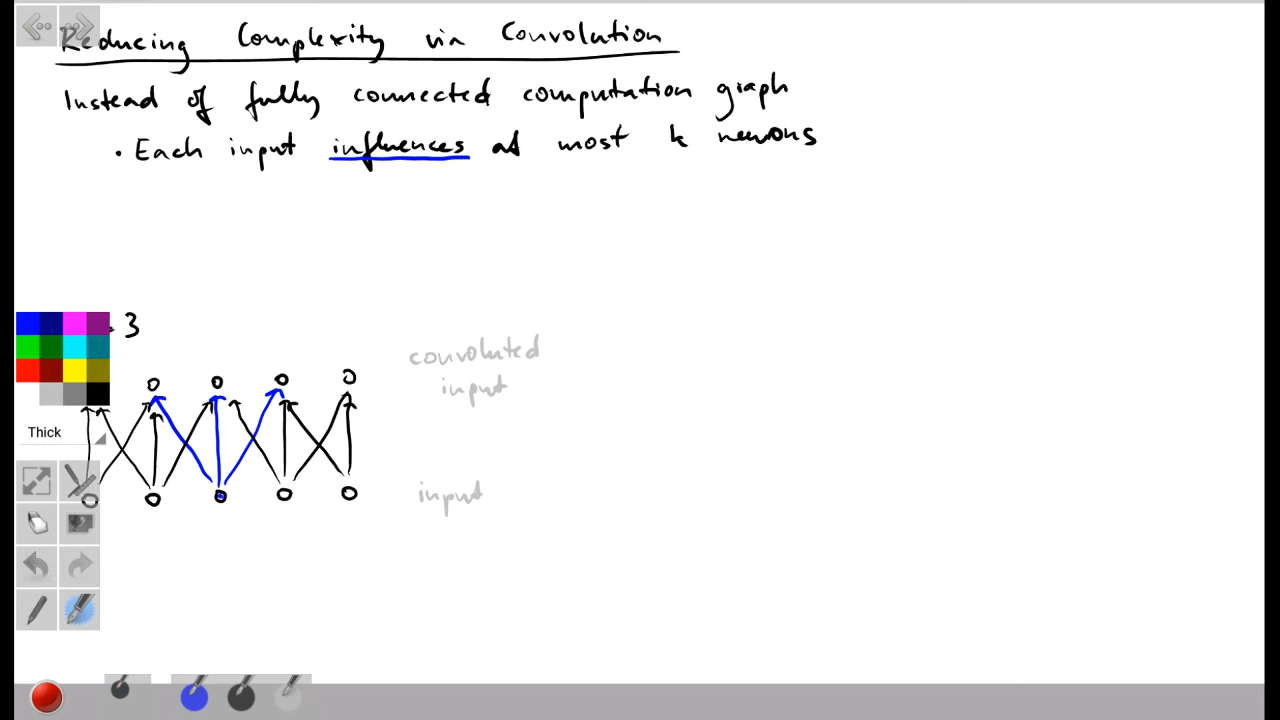 Reducing Complexity via Convolution
Instead of fully connected computation graph
• Each input influences at most k neurons
3
convoluted
input
Thick
input